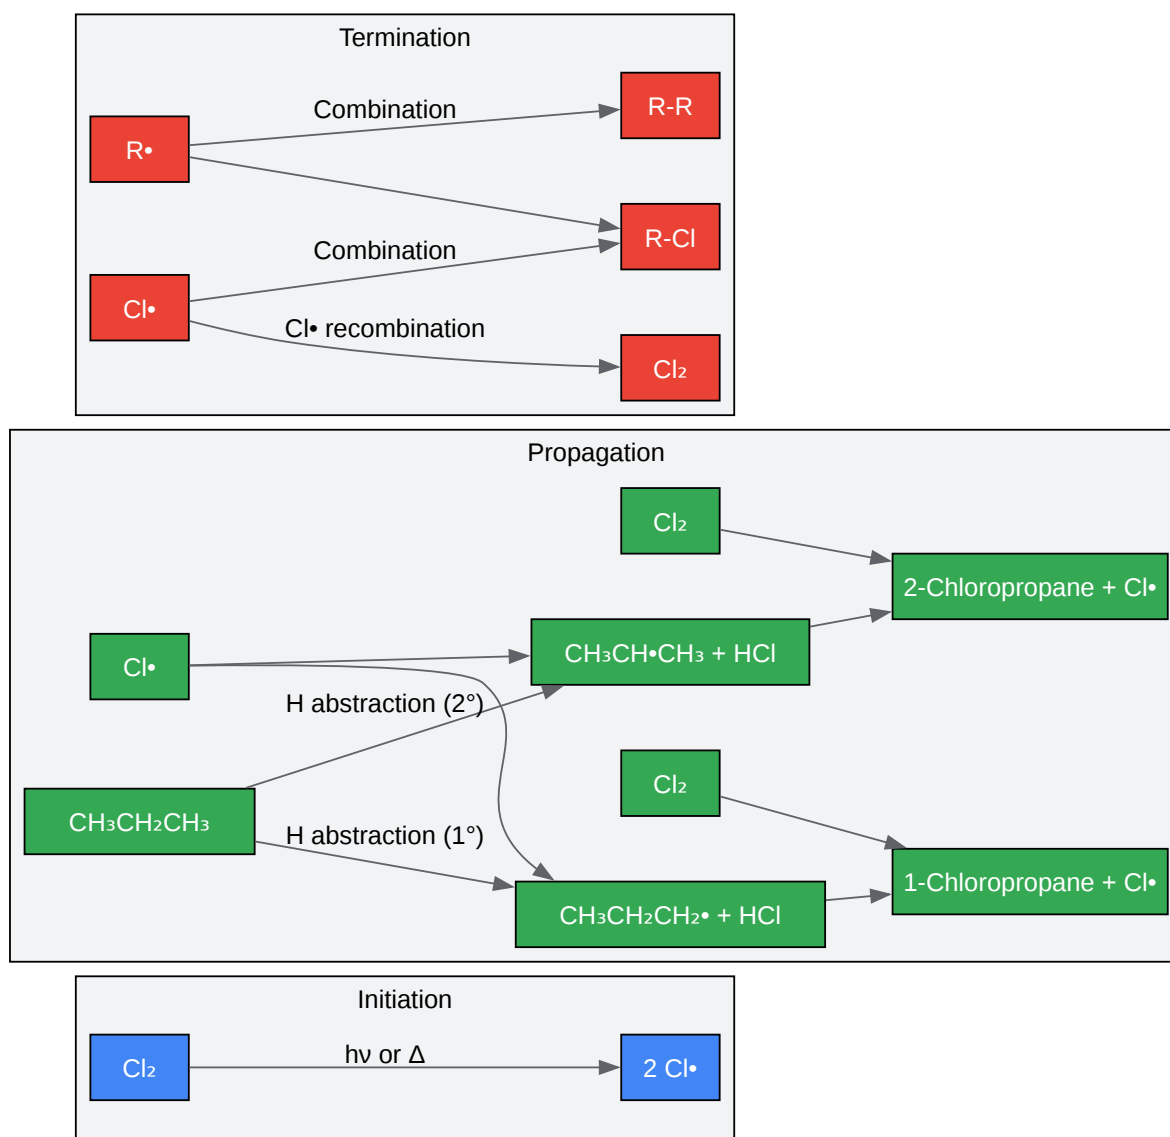 Termination
R•
Combination
R-R
R-Cl
Combination
Cl•
Cl• recombination
Cl₂
Propagation
Cl₂
2-Chloropropane + Cl•
Cl•
CH₃CH•CH₃ + HCl
H abstraction (2°)
Cl₂
CH₃CH₂CH₃
H abstraction (1°)
1-Chloropropane + Cl•
CH₃CH₂CH₂• + HCl
Initiation
Cl₂
hν or Δ
2 Cl•